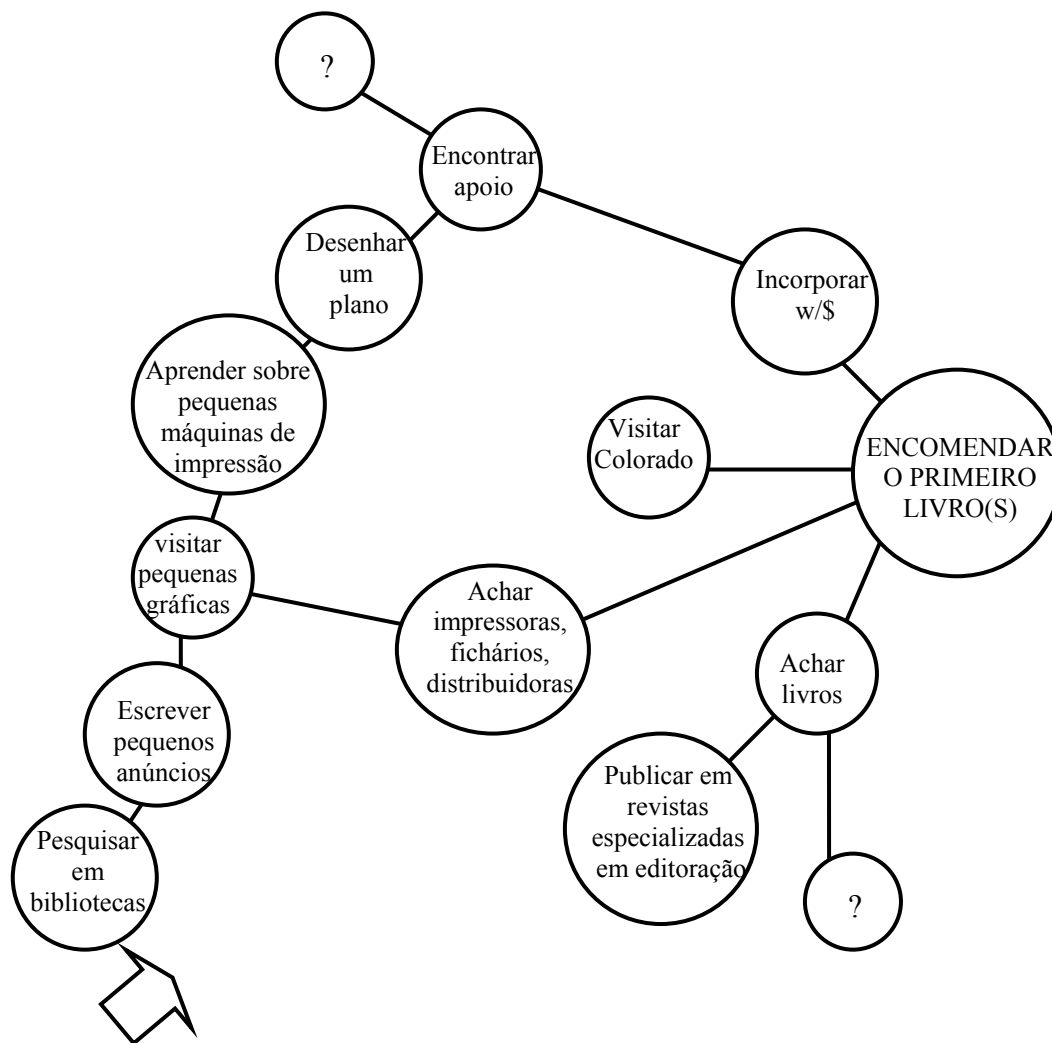 ?
Encontrar
apoio
Desenhar
um
plano
Incorporar
w/$
Aprender sobre
pequenas
máquinas de
impressão
Visitar
Colorado
ENCOMENDAR
O PRIMEIRO
LIVRO(S)
visitar
pequenas
gráficas
Achar
impressoras,
fichários,
distribuidoras
Achar
livros
Escrever
pequenos
anúncios
Publicar em
revistas
especializadas
em editoração
Pesquisar
em
bibliotecas
?